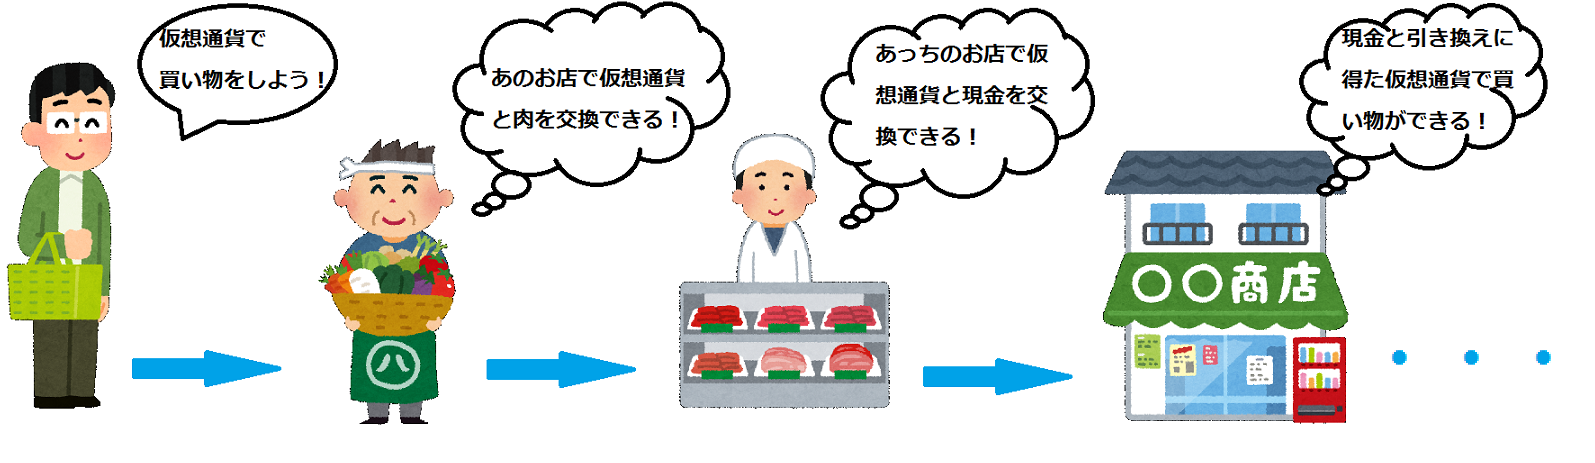 仮想通貨で
買い物をしよう！
あのお店で仮想通貨
と肉を交換できる！
あっちのお店で仮
想通貨と現金を交
換できる！
現金と引き換えに
得た仮想通貨で買
い物ができる！
八
〇〇商店